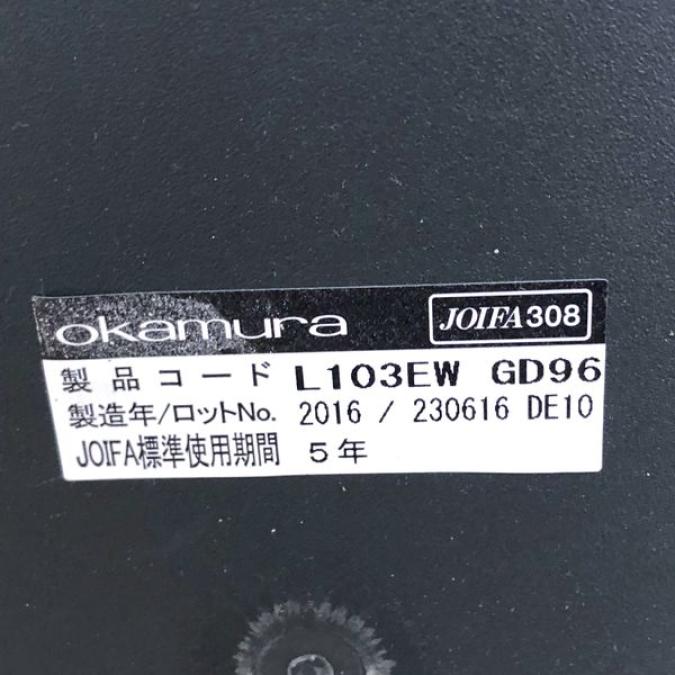 okamura JOIFA308
製品コード L103EW GD96
製造年/ロットNo. 2016 / 230616 DE10
JOIFA標準使用期間 5年